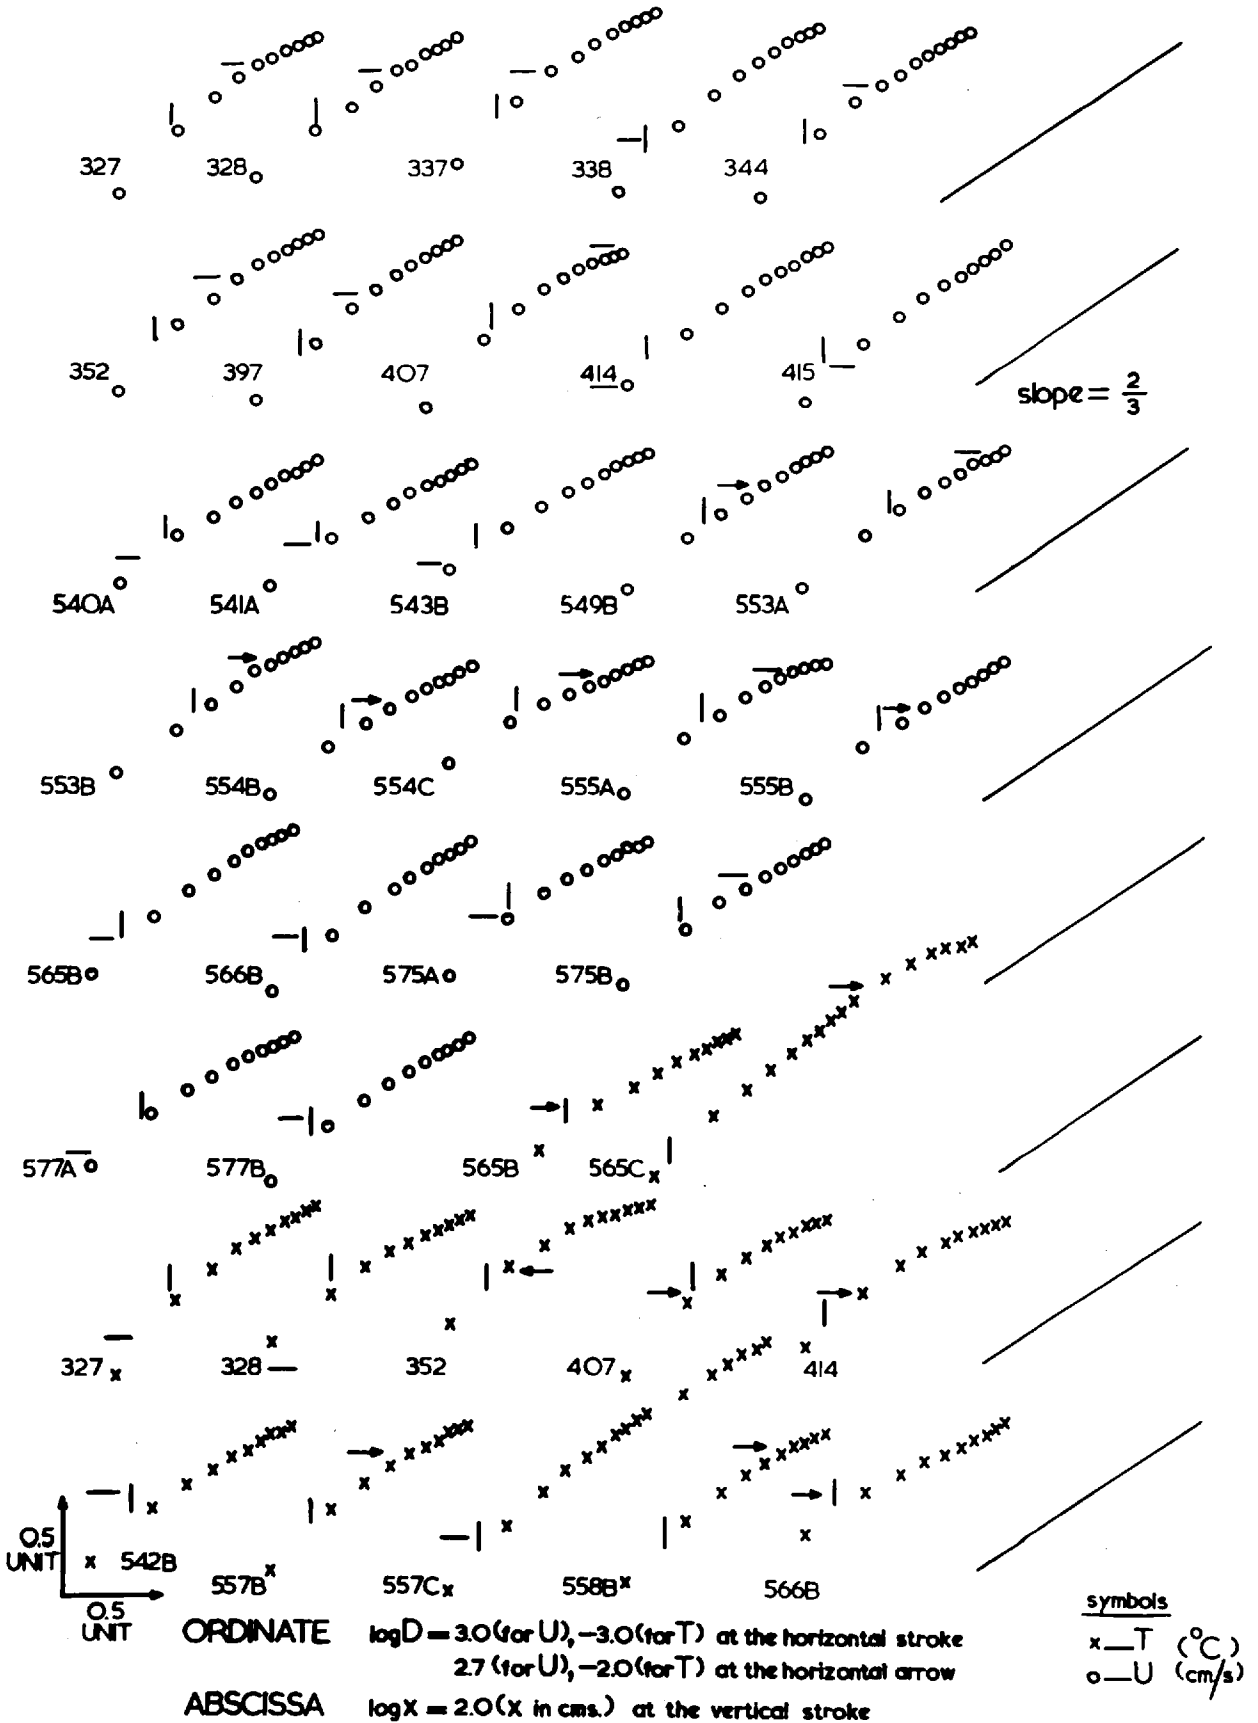 327 328 337 338 344
352 397 407 414 415
slope = 2/3
540A 541A 543B 549B 553A
553B 554B 554C 555A 555B
565B 566B 575A 575B
577A 577B 565B 565C
327 328 352 407 414
0.5 UNIT
542B 557B 557C 558B 566B
0.5 UNIT
ORDINATE log D = 3.0 (for U), -3.0 (for T) at the horizontal stroke
2.7 (for U), -2.0 (for T) at the horizontal arrow
ABSCISSA log X = 2.0 (X in cms.) at the vertical stroke
symbols
x — T (°C)
o — U (cm/s)